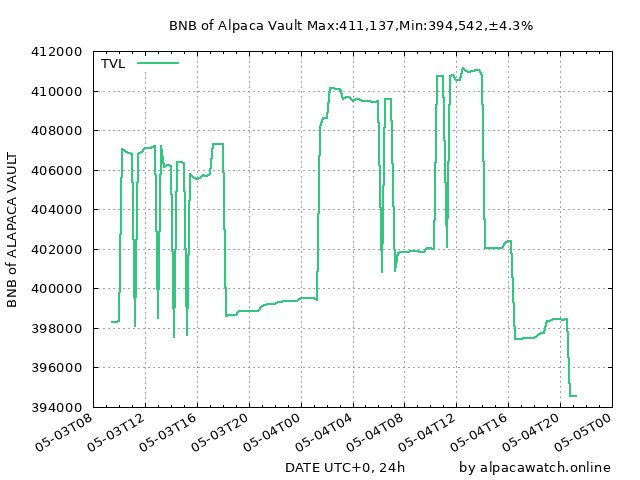 BNB of Alpaca Vault Max:411,137,Min:394,542,±4.3%
TVL
412000
410000
408000
406000
404000
402000
400000
398000
396000
394000
BNB of ALAPACA VAULT
05-03T08
05-03T12
05-03T16
05-03T20
05-04T00
05-04T04
05-04T08
05-04T12
05-04T16
05-04T20
05-05T00
DATE UTC+0, 24h
by alpacawatch.online